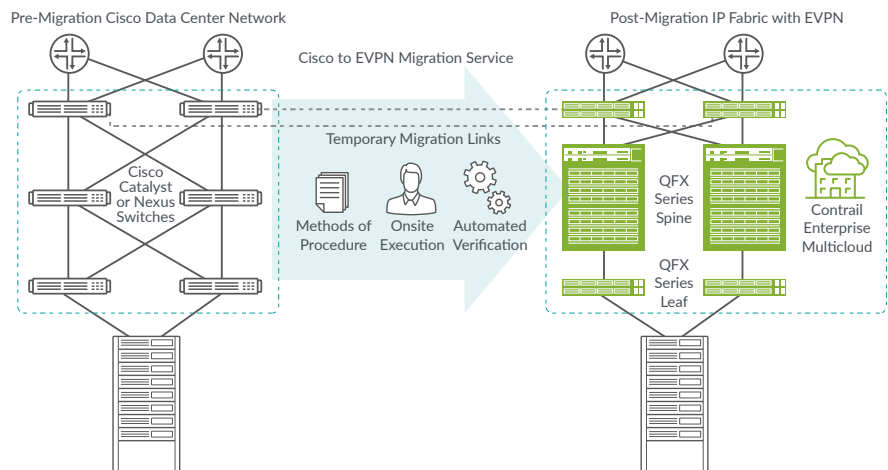 Pre-Migration Cisco Data Center Network
Post-Migration IP Fabric with EVPN
Cisco to EVPN Migration Service
Temporary Migration Links
Cisco
Catalyst
or Nexus
Switches
Methods of
Procedure
Onsite
Execution
Automated
Verification
QFX
Series
Spine
QFX
Series
Leaf
Contrail
Enterprise
Multicloud